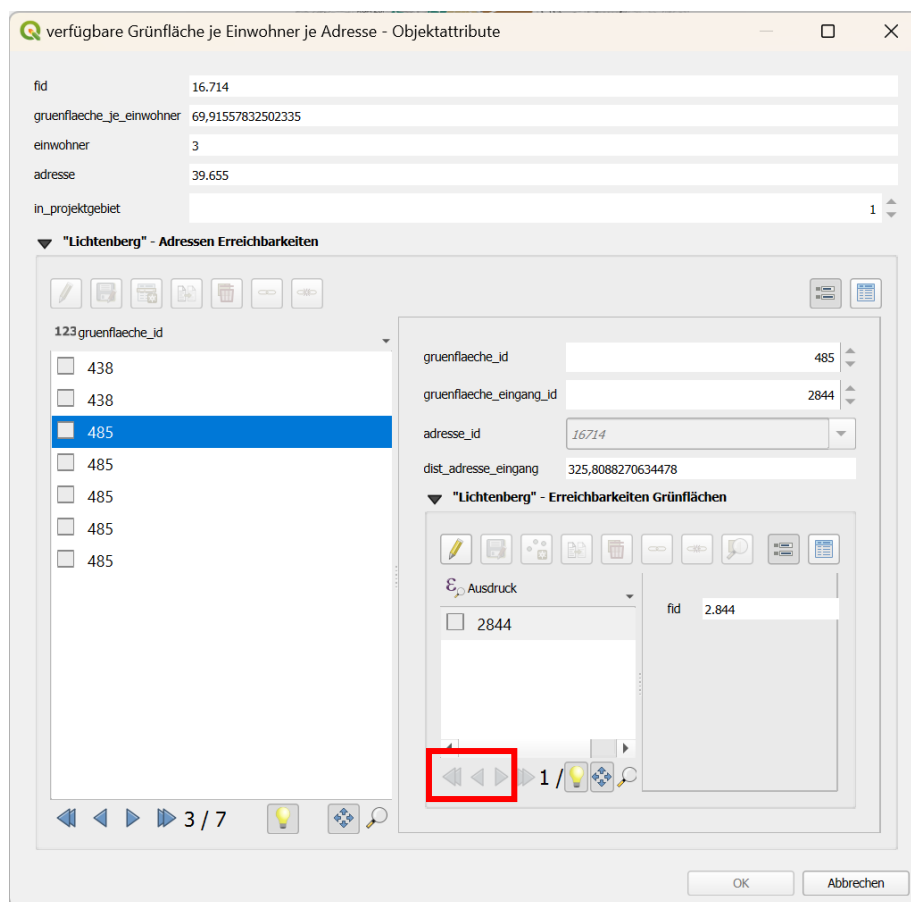 verfügbare Grünfläche je Einwohner je Adresse - Objektattribute
fid 16.714
gruenflaeche_je_einwohner 69,91557832502335
einwohner 3
adresse 39.655
in_projektgebiet 1
"Lichtenberg" - Adressen Erreichbarkeiten
123 gruenflaeche_id
438
438
485
485
485
485
485
3 / 7
gruenflaeche_id 485
gruenflaeche_eingang_id 2844
adresse_id 16714
dist_adresse_eingang 325,8088270634478
"Lichtenberg" - Erreichbarkeiten Grünflächen
ε Ausdruck
2844
fid 2.844
1 /
OK Abbrechen